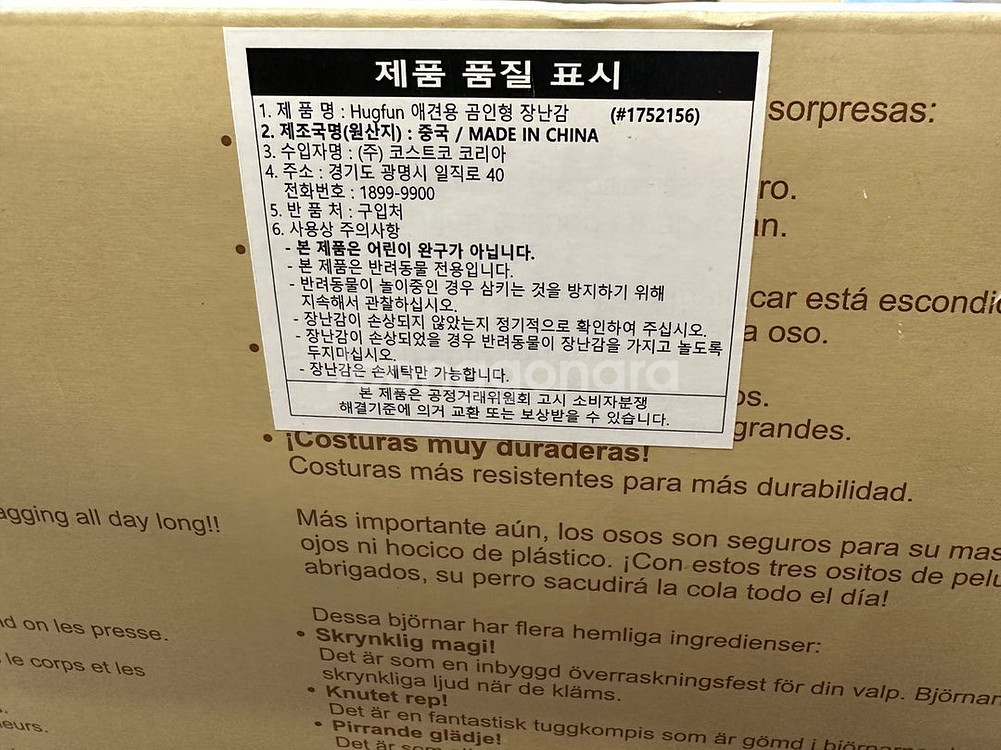 제품 품질 표시
1. 제 품 명 : Hugfun 애견용 곰인형 장난감 (#1752156)
2. 제조국명(원산지) : 중국 / MADE IN CHINA
3. 수입자명 : (주) 코스트코 코리아
4. 주소 : 경기도 광명시 일직로 40
전화번호 : 1899-9900
5. 반 품 처 : 구입처
6. 사용상 주의사항
- 본 제품은 어린이 완구가 아닙니다.
- 본 제품은 반려동물 전용입니다.
- 반려동물이 놀이중인 경우 삼키는 것을 방지하기 위해
지속해서 관찰하십시오.
- 장난감이 손상되지 않았는지 정기적으로 확인하여 주십시오.
- 장난감이 손상되었을 경우 반려동물이 장난감을 가지고 놀도록
두지마십시오.
- 장난감은 손세탁만 가능합니다.
본 제품은 공정거래위원회 고시 소비자분쟁
해결기준에 의거 교환 또는 보상받을 수 있습니다.
sorpresas:
ro.
an.
car está escondi
a oso.
os.
grandes.
• ¡Costuras muy duraderas!
Costuras más resistentes para más durabilidad.
agging all day long!!
Más importante aún, los osos son seguros para su mas
ojos ni hocico de plástico. ¡Con estos tres ositos de pelu
abrigados, su perro sacudirá la cola todo el día!
nd on les presse.
le corps et les
eurs.
Dessa björnar har flera hemliga ingredienser:
• Skrynklig magi!
Det är som en inbyggd överraskningsfest för din valp. Björnar
skrynkliga ljud när de kläms.
• Knutet rep!
Det är en fantastisk tuggkompis som är gömd i björnar
• Pirrande glädje!
Det är som